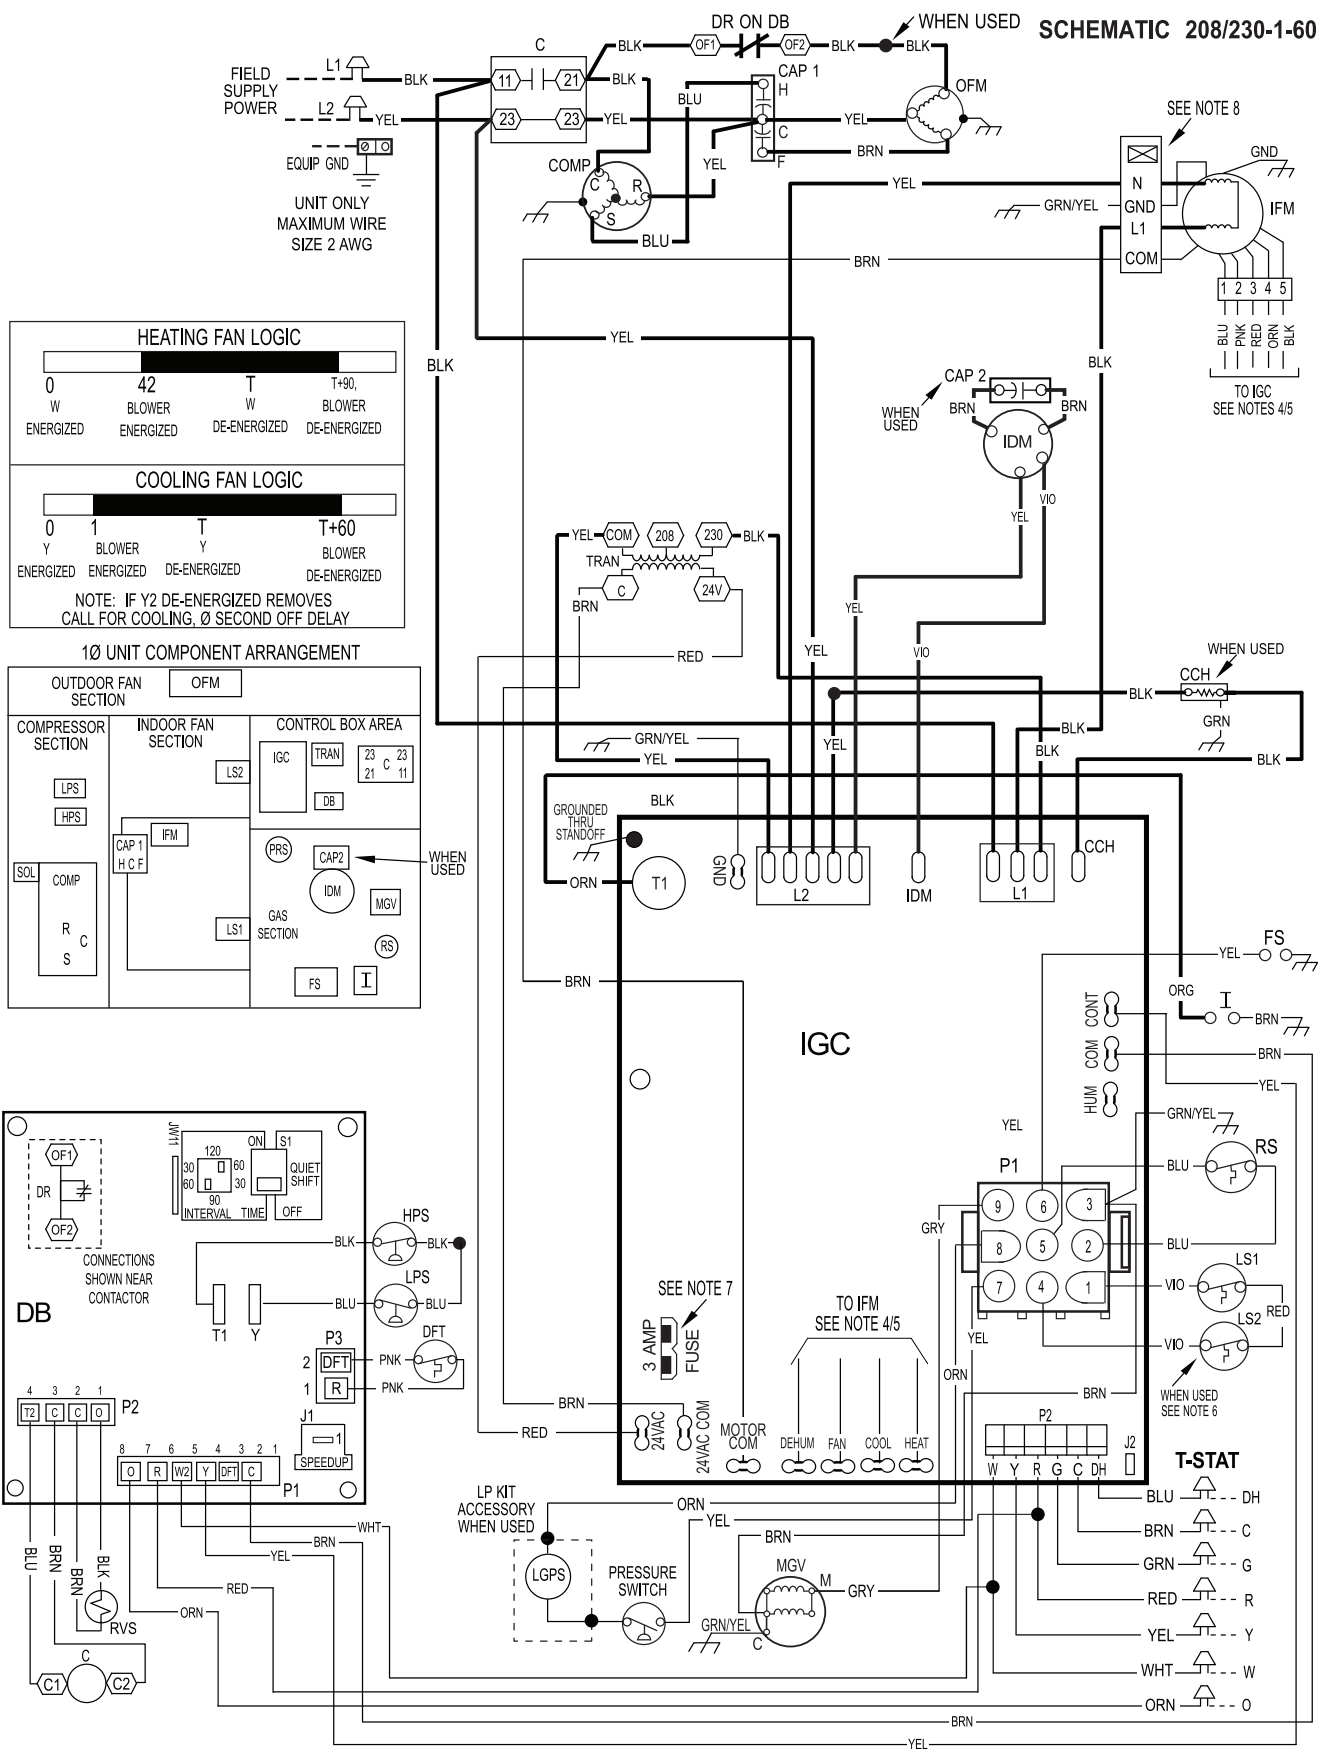 SCHEMATIC 208/230-1-60
DR ON DB
WHEN USED
C
BLK
OF1
OF2
BLK
BLK
FIELD
SUPPLY
POWER
L1
BLK
11
21
BLK
CAP 1
H
OFM
L2
YEL
23
23
YEL
BLU
C
YEL
F
BRN
SEE NOTE 8
EQUIP GND
COMP
C
R
S
YEL
BLU
UNIT ONLY
MAXIMUM WIRE
SIZE 2 AWG
YEL
N
GND
L1
COM
GRN/YEL
GND
IFM
BRN
1 2 3 4 5
BLU
PNK
RED
ORN
BLK
TO IGC
SEE NOTES 4/5
YEL
BLK
BLK
HEATING FAN LOGIC
0
W
ENERGIZED
42
BLOWER
ENERGIZED
T
W
DE-ENERGIZED
T+90,
BLOWER
DE-ENERGIZED
COOLING FAN LOGIC
0
Y
ENERGIZED
1
BLOWER
ENERGIZED
T
Y
DE-ENERGIZED
T+60
BLOWER
DE-ENERGIZED
NOTE: IF Y2 DE-ENERGIZED REMOVES
CALL FOR COOLING, Ø SECOND OFF DELAY
CAP 2
WHEN
USED
BRN
BRN
IDM
YEL
VIO
YEL
COM
208
230
BLK
TRAN
C
24V
BRN
RED
YEL
YEL
VIO
1Ø UNIT COMPONENT ARRANGEMENT
OUTDOOR FAN
SECTION
OFM
COMPRESSOR
SECTION
INDOOR FAN
SECTION
CONTROL BOX AREA
LPS
HPS
LS2
IGC
TRAN
DB
23
21
C
23
11
IFM
CAP 1
H C F
SOL
COMP
R
C
S
PRS
CAP2
WHEN
USED
IDM
MGV
GAS
SECTION
LS1
RS
FS
I
WHEN USED
CCH
BLK
GRN
BLK
BLK
BLK
GRN/YEL
YEL
YEL
BLK
GROUNDED
THRU
STANDOFF
ORN
T1
GND
L2
IDM
L1
CCH
BRN
IGC
YEL
FS
ORG
I
BRN
CONT
COM
HUM
BRN
YEL
YEL
GRN/YEL
RS
BLU
P1
9 6 3
8 5 2
7 4 1
GRY
BLU
VIO
LS1
RED
VIO
LS2
WHEN USED
SEE NOTE 6
YEL
ORN
BRN
OF1
DR
OF2
CONNECTIONS
SHOWN NEAR
CONTACTOR
JW11
120
30
60
60
30
90
INTERVAL TIME
ON
S1
QUIET
SHIFT
OFF
DB
T1
Y
BLK
HPS
BLK
BLU
LPS
BLU
P3
2
DFT
PNK
DFT
1
R
PNK
J1
1
SPEEDUP
4 3 2 1
T2 C C O
P2
8 7 6 5 4 3 2 1
O R W2 Y DFT C
P1
SEE NOTE 7
3 AMP
FUSE
TO IFM
SEE NOTE 4/5
BRN
RED
24VAC
24VAC COM
MOTOR
COM
DEHUM
FAN
COOL
HEAT
P2
W Y R G C DH
J2
T-STAT
BLU
DH
BRN
C
GRN
G
RED
R
YEL
Y
WHT
W
ORN
O
LP KIT
ACCESSORY
WHEN USED
LGPS
PRESSURE
SWITCH
ORN
YEL
BRN
MGV
M
GRY
GRN/YEL
C
WHT
BRN
YEL
RED
ORN
BLU
BRN
BRN
BLK
RVS
C
C1
C2
BRN
YEL